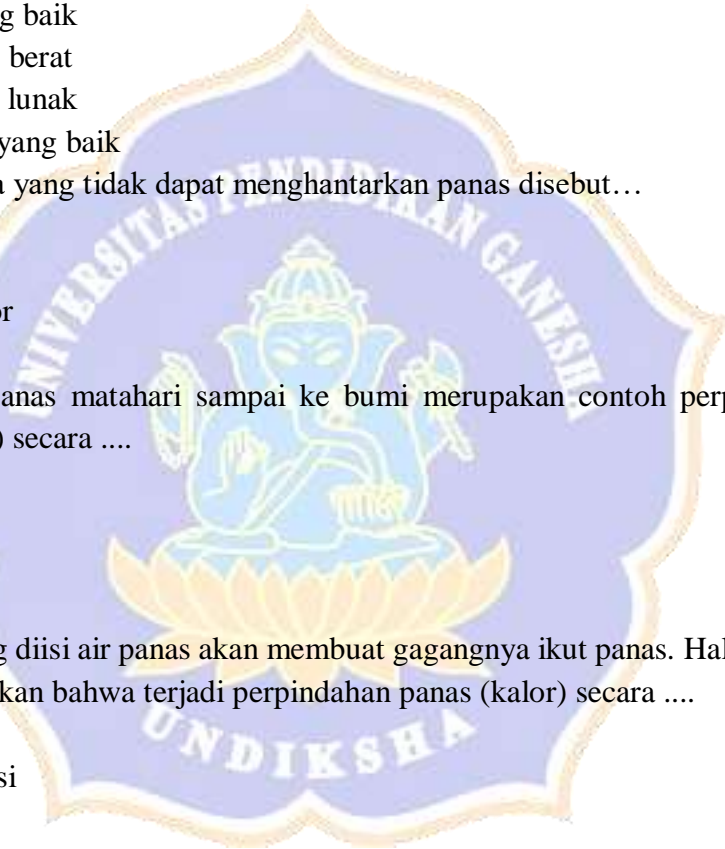 g baik
berat
lunak
yang baik
a yang tidak dapat menghantarkan panas disebut…
UNIVERSITAS PENDIDIKAN GANESHA
or
anas matahari sampai ke bumi merupakan contoh perp
) secara ....
g diisi air panas akan membuat gagangnya ikut panas. Hal
kan bahwa terjadi perpindahan panas (kalor) secara ....
UNDIKSHA
si